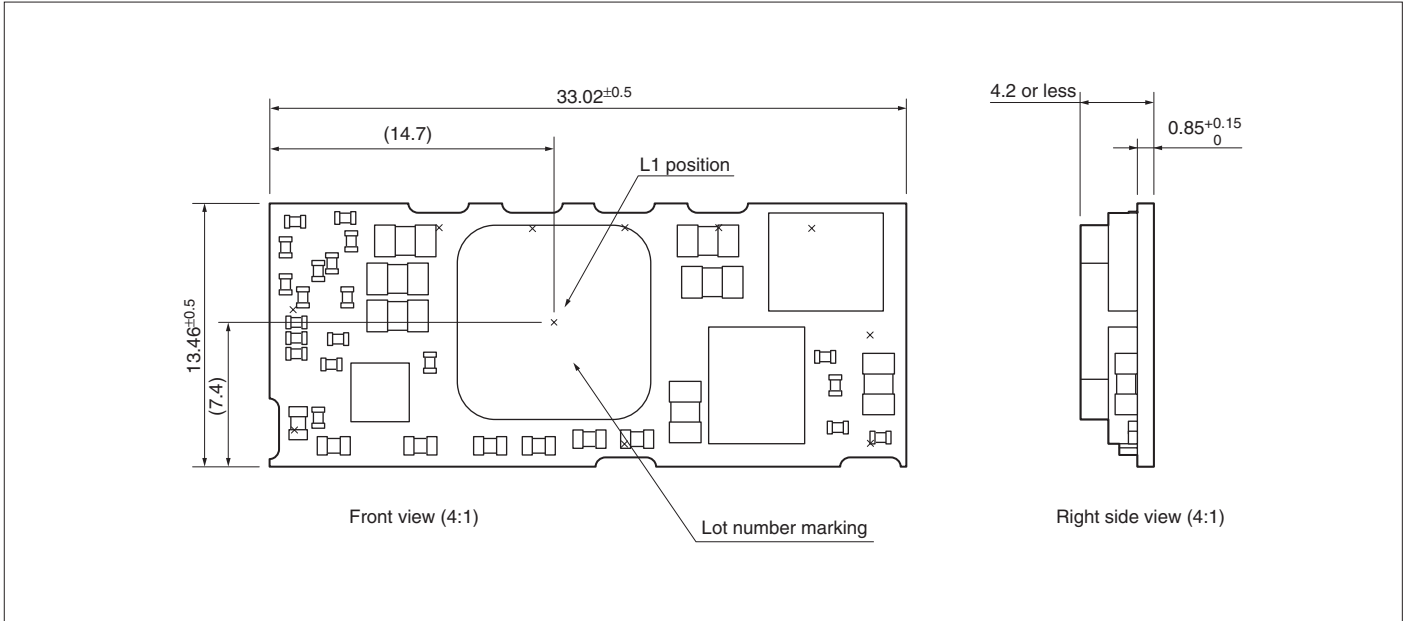 33.02±0.5
(14.7)
L1 position
13.46±0.5
(7.4)
Lot number marking
Front view (4:1)
4.2 or less
0.85+0.15
0
Right side view (4:1)